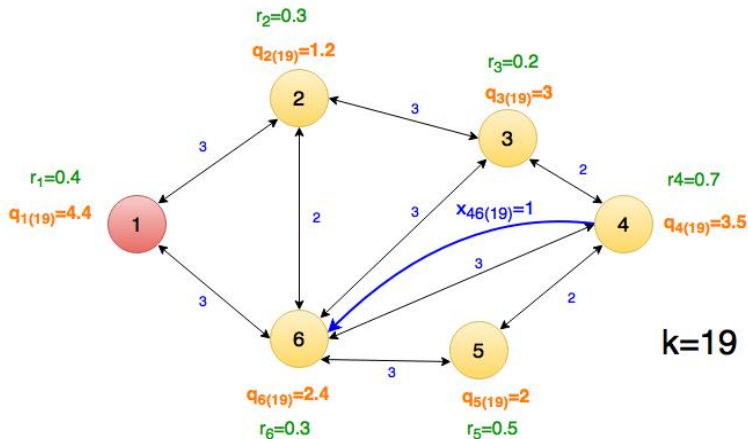 r₂=0.3
q₂₍₁₉₎=1.2
2
r₃=0.2
q₃₍₁₉₎=3
3
3
3
r₁=0.4
q₁₍₁₉₎=4.4
1
2
2
r4=0.7
q₄₍₁₉₎=3.5
4
x₄₆₍₁₉₎=1
3
3
2
3
6
5
3
k=19
q₆₍₁₉₎=2.4
r₆=0.3
q₅₍₁₉₎=2
r₅=0.5